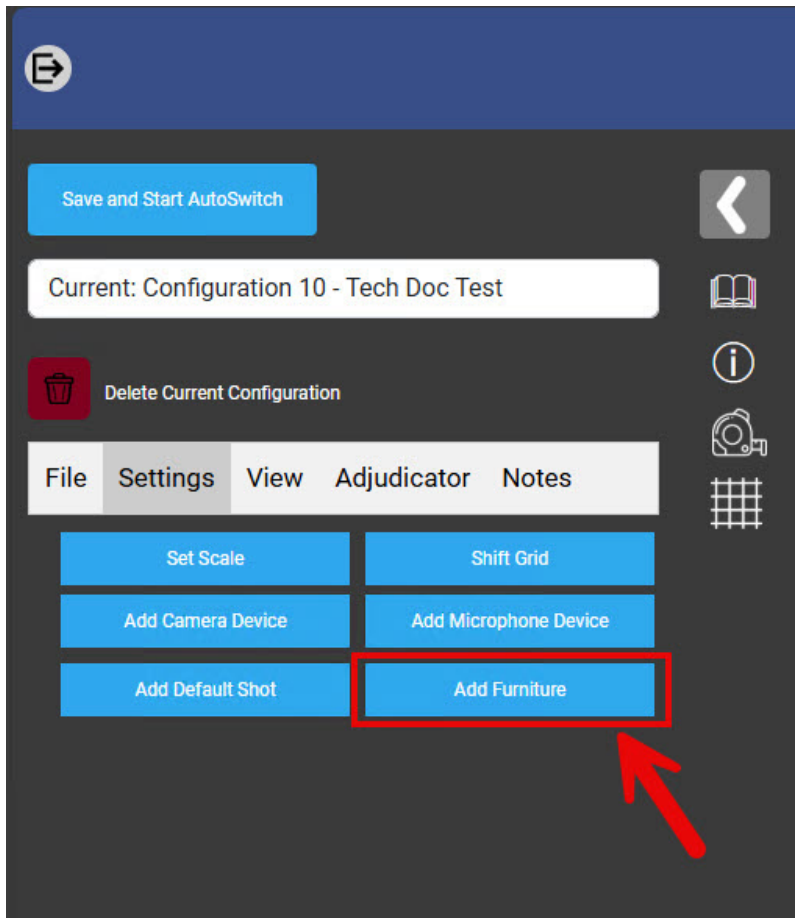 Save and Start AutoSwitch
Current: Configuration 10 - Tech Doc Test
Delete Current Configuration
File Settings View Adjudicator Notes
Set Scale Shift Grid
Add Camera Device Add Microphone Device
Add Default Shot Add Furniture